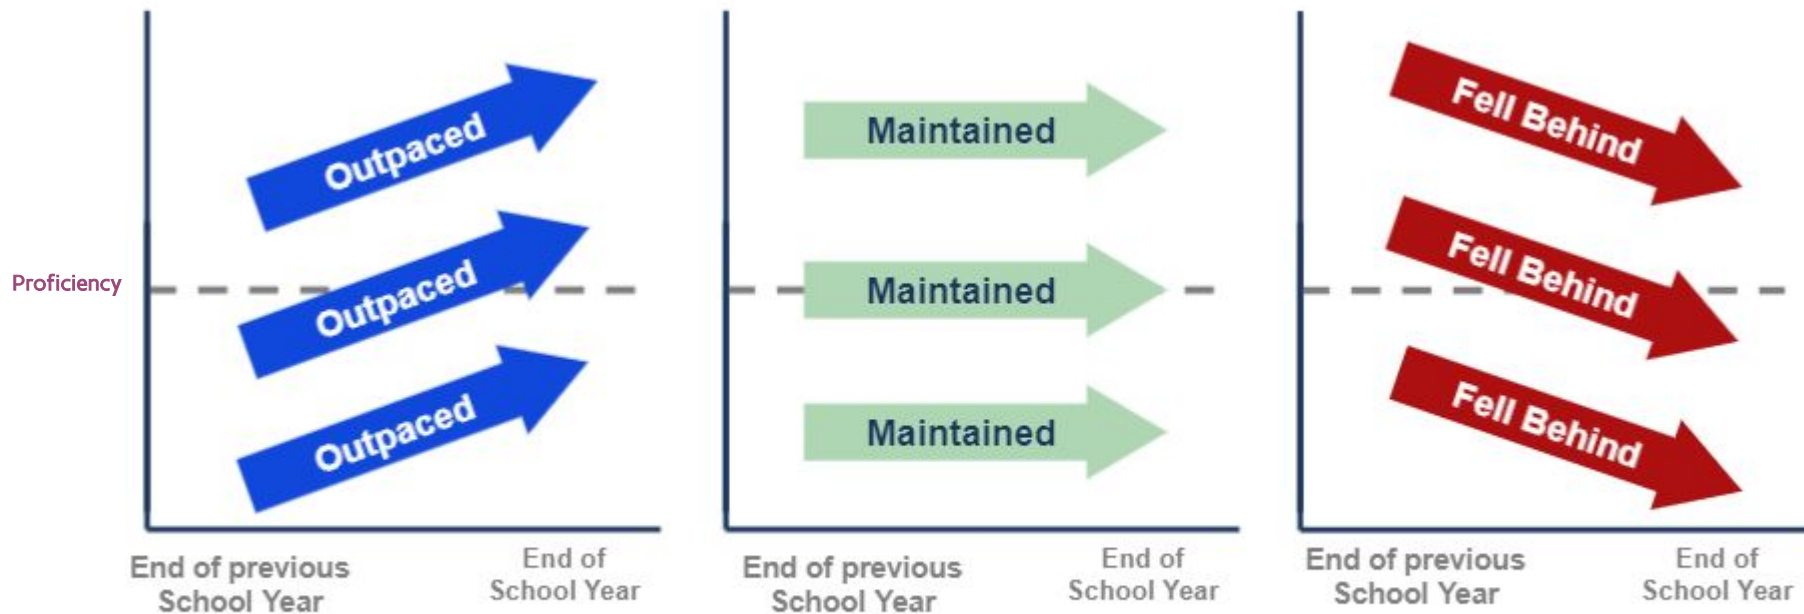 Outpaced
Outpaced
Outpaced
Maintained
Maintained
Maintained
Fell Behind
Fell Behind
Fell Behind
Proficiency
End of previous
School Year
End of
School Year
End of previous
School Year
End of
School Year
End of previous
School Year
End of
School Year